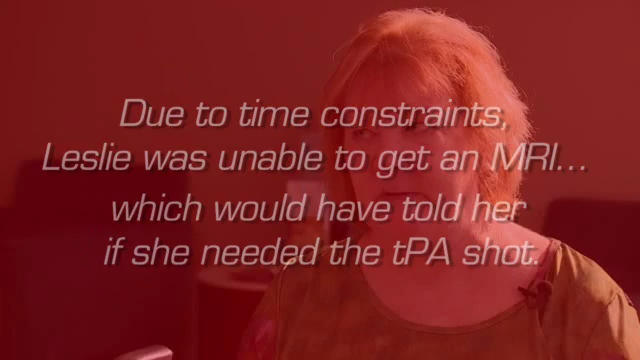 Due to time constraints,
Leslie was unable to get an MRI...
which would have told her
if she needed the tPA shot.